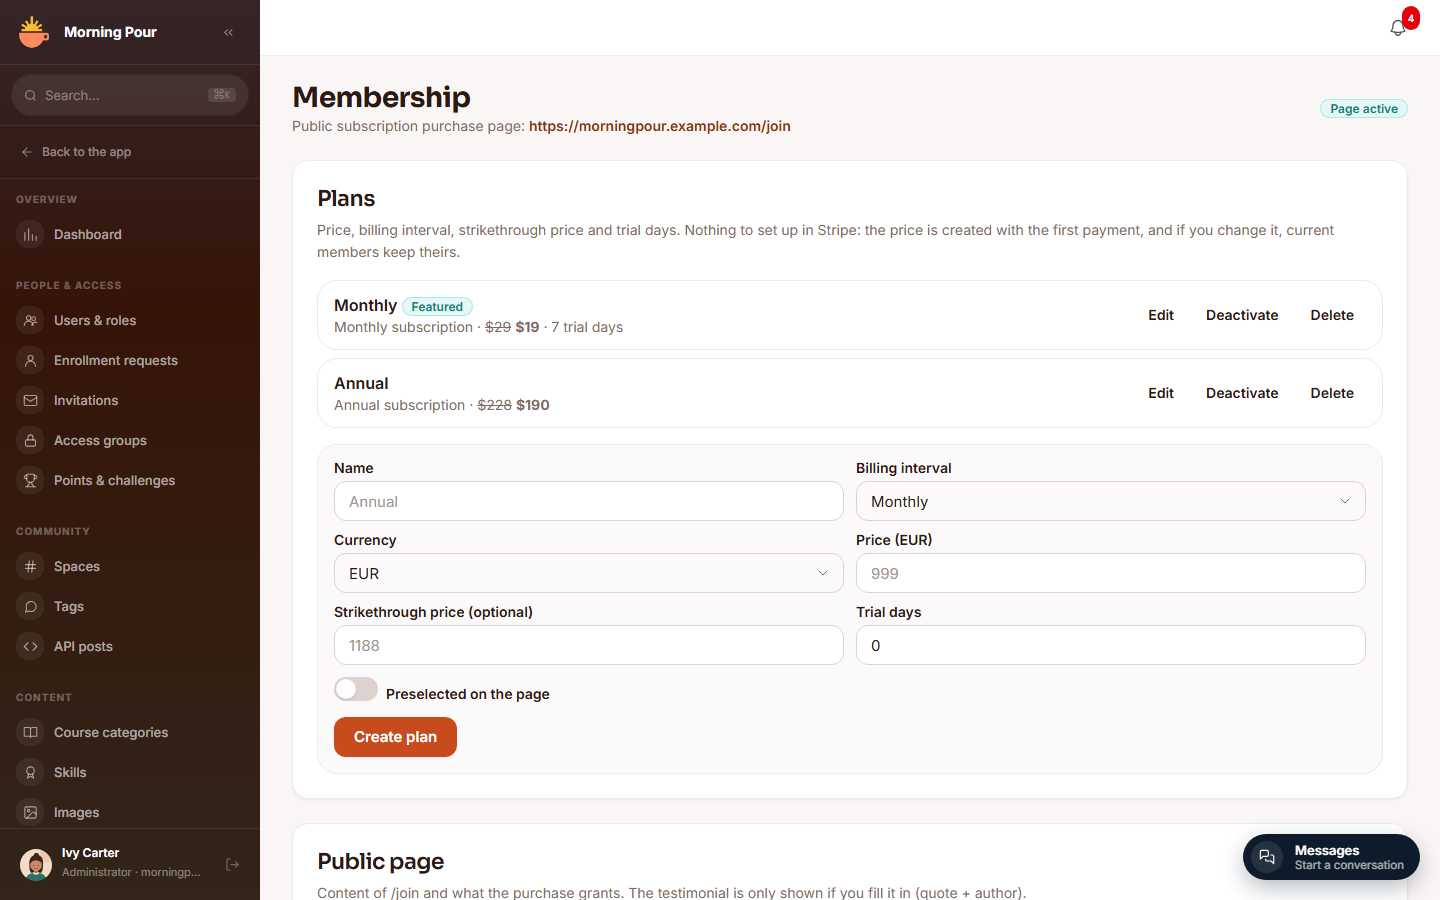 Morning Pour
Search...
⌘K
Back to the app
OVERVIEW
Dashboard
PEOPLE & ACCESS
Users & roles
Enrollment requests
Invitations
Access groups
Points & challenges
COMMUNITY
Spaces
Tags
API posts
CONTENT
Course categories
Skills
Images
Ivy Carter
Administrator · morningp...
4
Membership
Public subscription purchase page: https://morningpour.example.com/join
Page active
Plans
Price, billing interval, strikethrough price and trial days. Nothing to set up in Stripe: the price is created with the first payment, and if you change it, current
members keep theirs.
Monthly Featured
Monthly subscription · $29 $19 · 7 trial days
Edit Deactivate Delete
Annual
Annual subscription · $228 $190
Edit Deactivate Delete
Name
Annual
Billing interval
Monthly
Currency
EUR
Price (EUR)
999
Strikethrough price (optional)
1188
Trial days
0
Preselected on the page
Create plan
Public page
Content of /join and what the purchase grants. The testimonial is only shown if you fill it in (quote + author).
Messages
Start a conversation